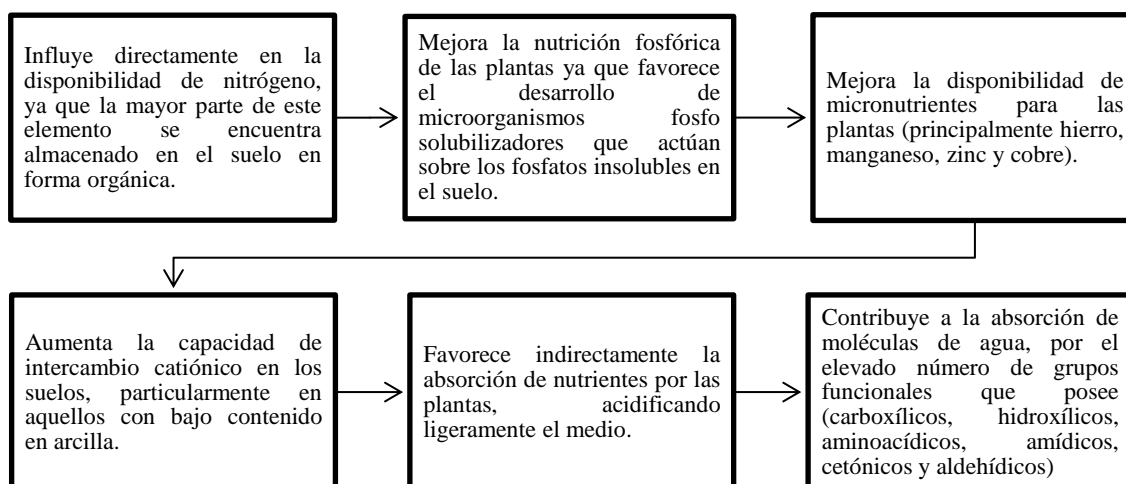 Influye directamente en la
disponibilidad de nitrógeno,
ya que la mayor parte de este
elemento se encuentra
almacenado en el suelo en
forma orgánica.
Mejora la nutrición fosfórica
de las plantas ya que favorece
el desarrollo de
microorganismos fosfo
solubilizadores que actúan
sobre los fosfatos insolubles en
el suelo.
Mejora la disponibilidad de
micronutrientes para las
plantas (principalmente hierro,
manganeso, zinc y cobre).
Aumenta la capacidad de
intercambio catiónico en los
suelos, particularmente en
aquellos con bajo contenido
en arcilla.
Favorece indirectamente la
absorción de nutrientes por las
plantas, acidificando
ligeramente el medio.
Contribuye a la absorción de
moléculas de agua, por el
elevado número de grupos
funcionales que posee
(carboxílicos, hidroxílicos,
aminoacídicos, amídicos,
cetónicos y aldehídicos)